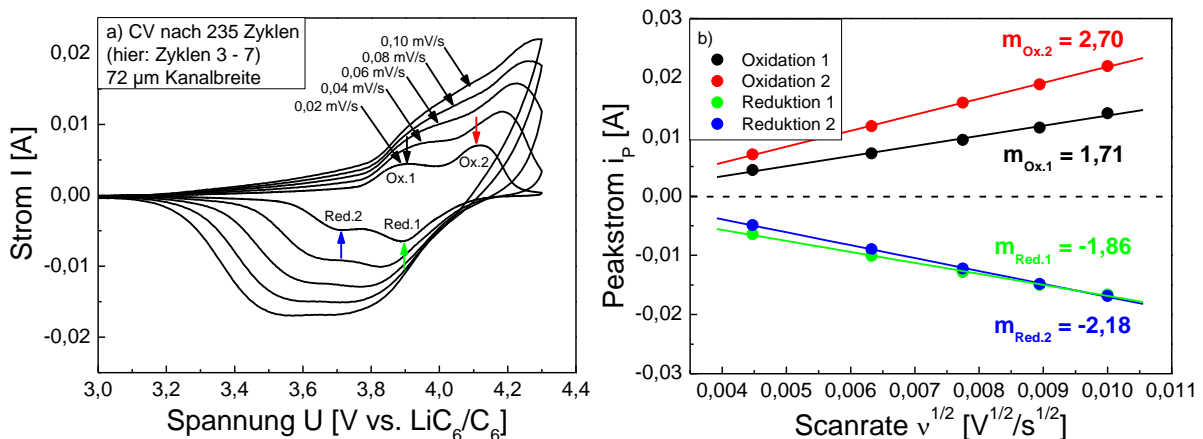 a) CV nach 235 Zyklen
(hier: Zyklen 3 - 7)
72 µm Kanalbreite
0,10 mV/s
0,08 mV/s
0,06 mV/s
0,04 mV/s
0,02 mV/s
Ox.1
Ox.2
Red.2
Red.1
0,02
0,01
0,00
-0,01
-0,02
Strom I [A]
3,0 3,2 3,4 3,6 3,8 4,0 4,2 4,4
Spannung U [V vs. LiC6/C6]
b)
Oxidation 1
Oxidation 2
Reduktion 1
Reduktion 2
mOx.2 = 2,70
mOx.1 = 1,71
mRed.1 = -1,86
mRed.2 = -2,18
0,03
0,02
0,01
0,00
-0,01
-0,02
-0,03
Peakstrom iP [A]
0,004 0,005 0,006 0,007 0,008 0,009 0,010 0,011
Scanrate ν1/2 [V1/2/s1/2]